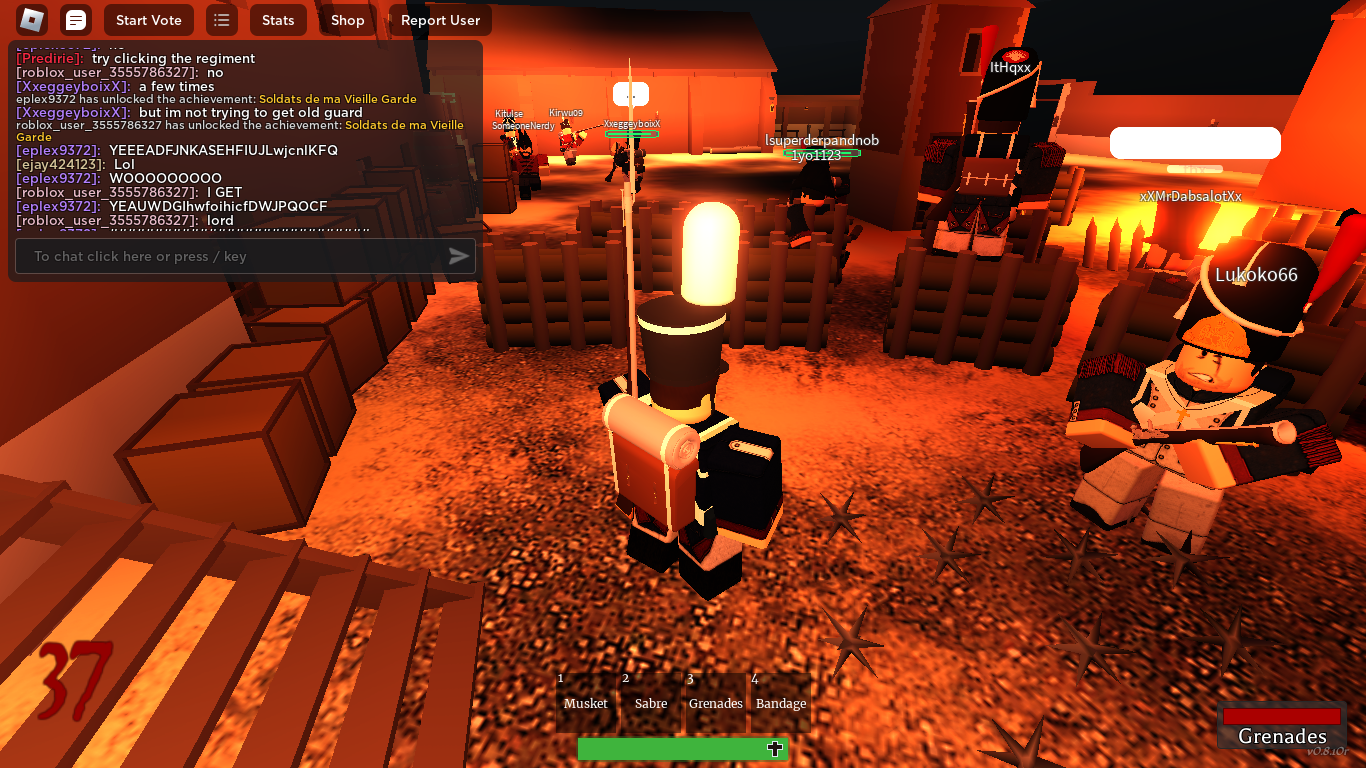 Start Vote
Stats
Shop
Report User
[Predirie]: try clicking the regiment
[roblox_user_3555786327]: no
[XxeggeyboixX]: a few times
eplex9372 has unlocked the achievement: Soldats de ma Vieille Garde
[XxeggeyboixX]: but im not trying to get old guard
roblox_user_3555786327 has unlocked the achievement: Soldats de ma Vieille
Garde
[eplex9372]: YEEEADFJNKASEHFIUJLwjcnIKFQ
[ejay424123]: Lol
[eplex9372]: WOOOOOOOOO
[roblox_user_3555786327]: I GET
[eplex9372]: YEAUWDGIhwfoihicfDWJPQOCF
[roblox_user_3555786327]: lord
To chat click here or press / key
Kitulse
Kirwu09
SomeoneNerdy
XxeggeyboixX
lsuperderpandnob
1yo1123
ItHqxx
xXMrDabsalotXx
Lukoko66
37
1
2
3
4
Musket
Sabre
Grenades
Bandage
Grenades
v0.8.10r